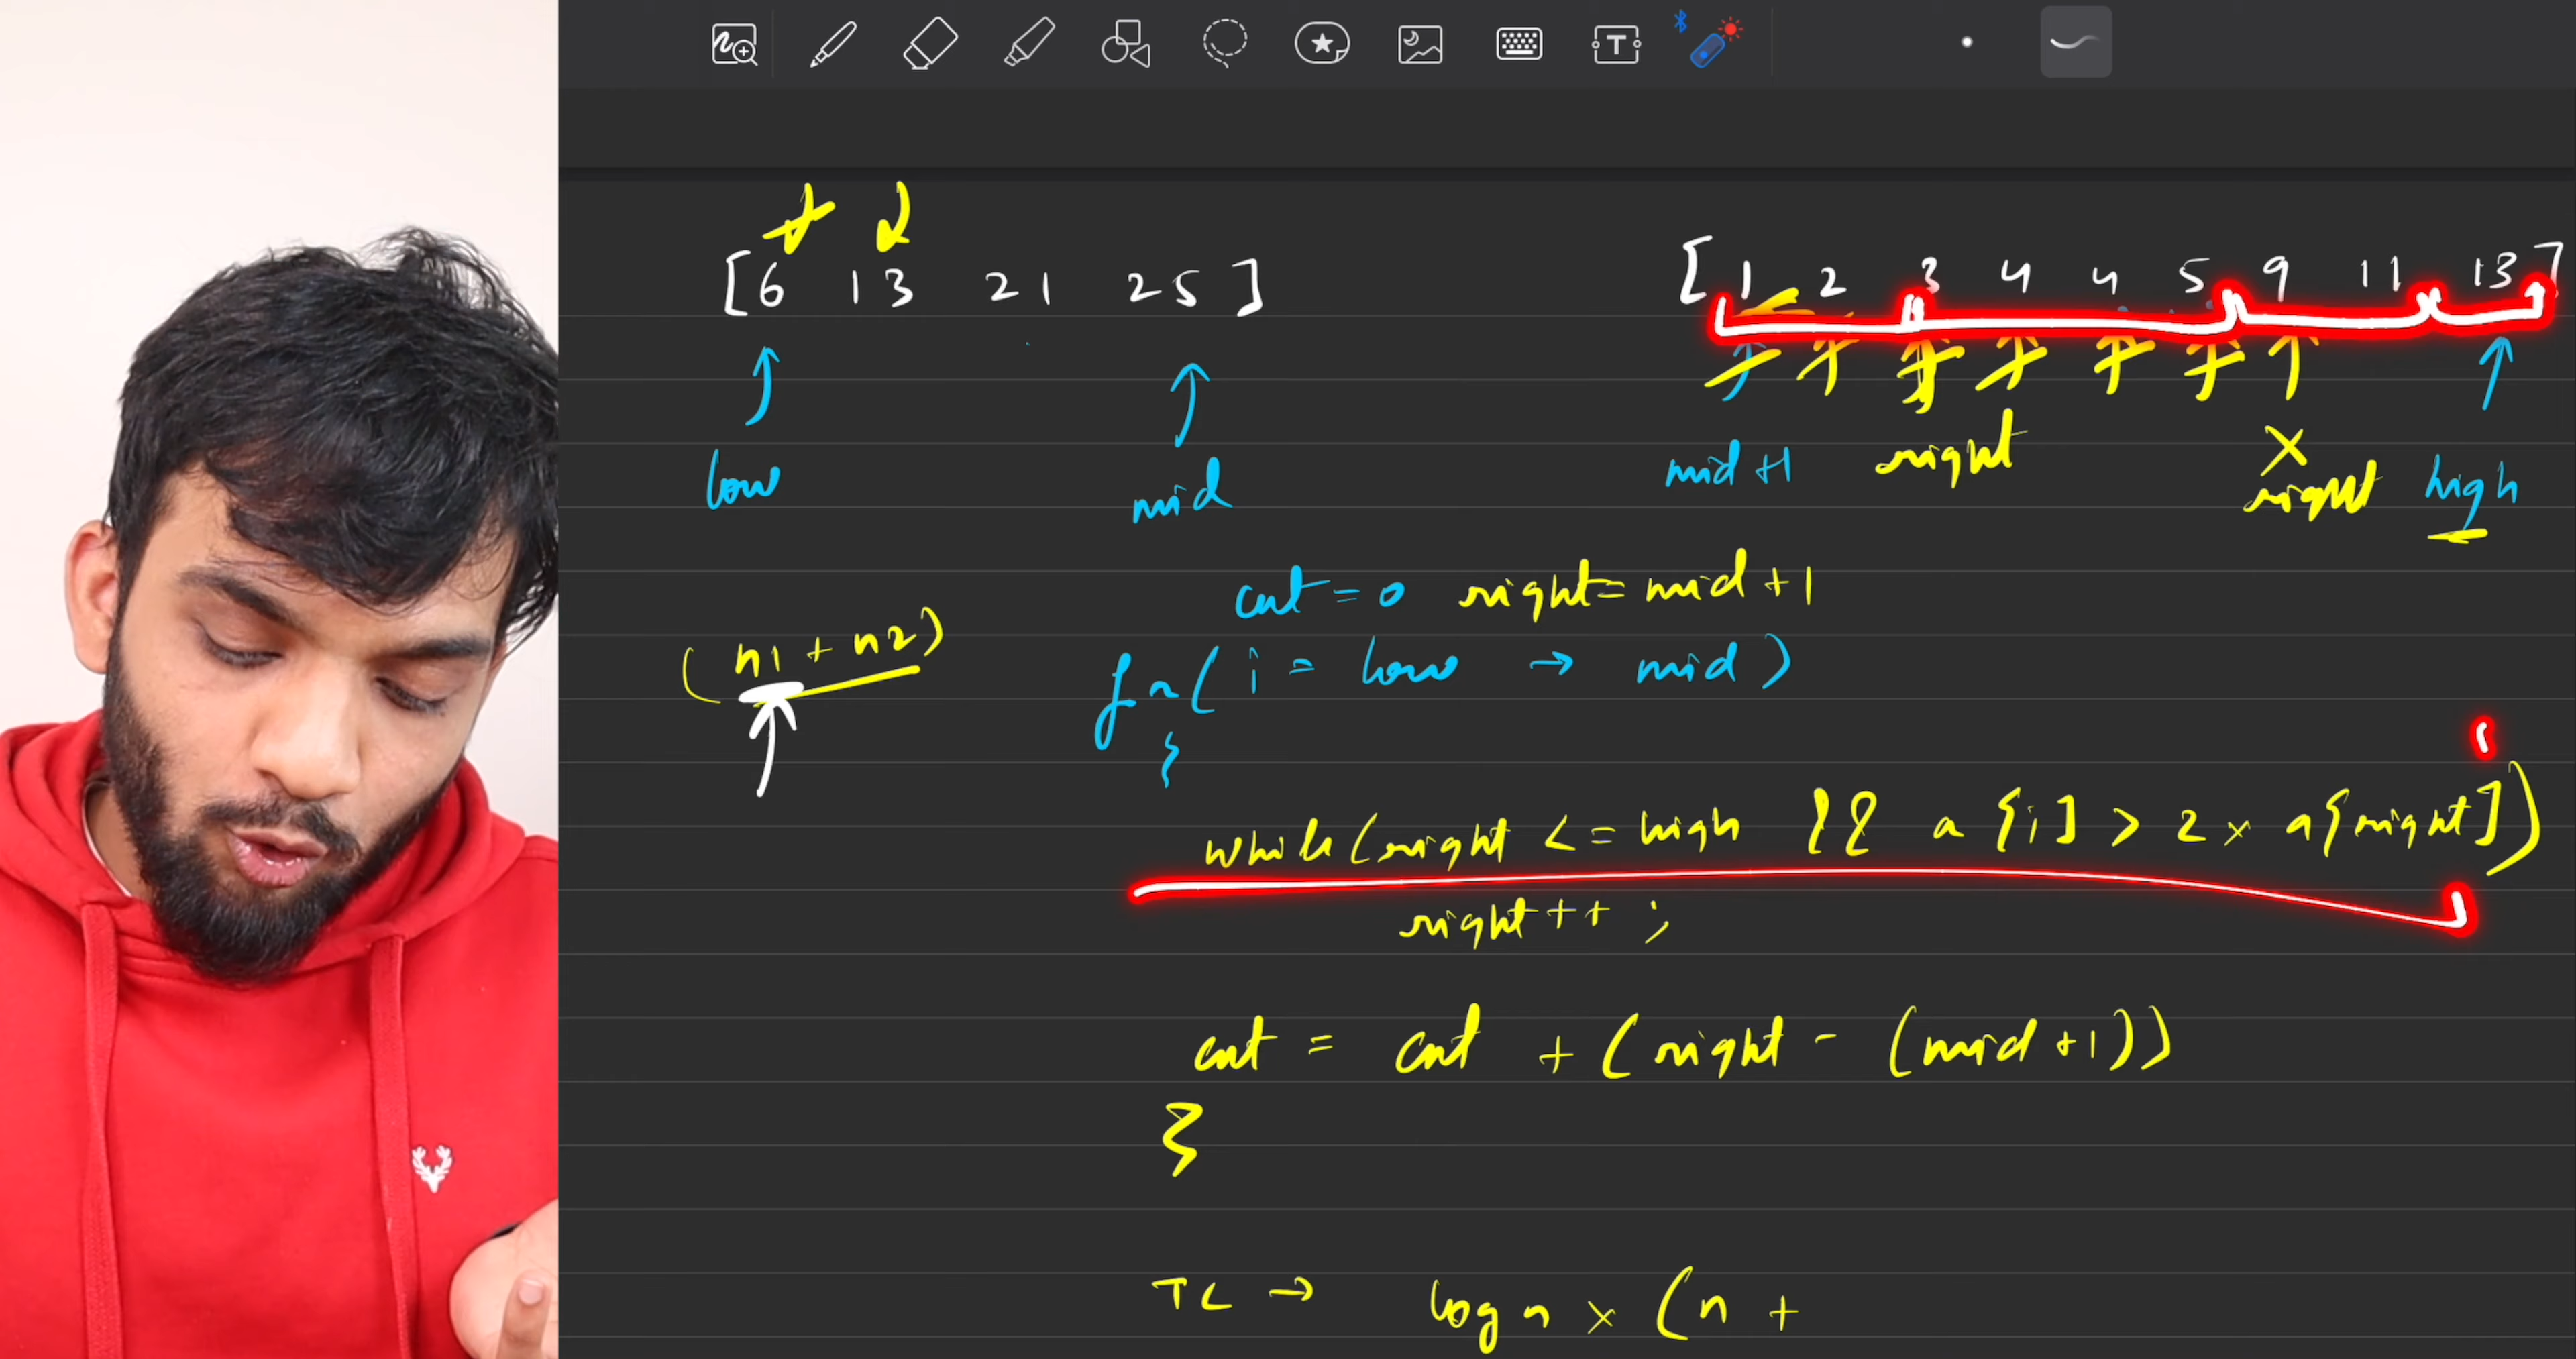 [6 13 21 25] [1 2 3 4 4 5 9 11 13]
low mid mid+1 right × right high
cnt = 0 right = mid + 1
(n1 + n2) for( i = low → mid)
{
while(right <= high && a[i] > 2 × a[right])
right++ ;
cnt = cnt + (right - (mid +1))
}
TC → log n × (n +